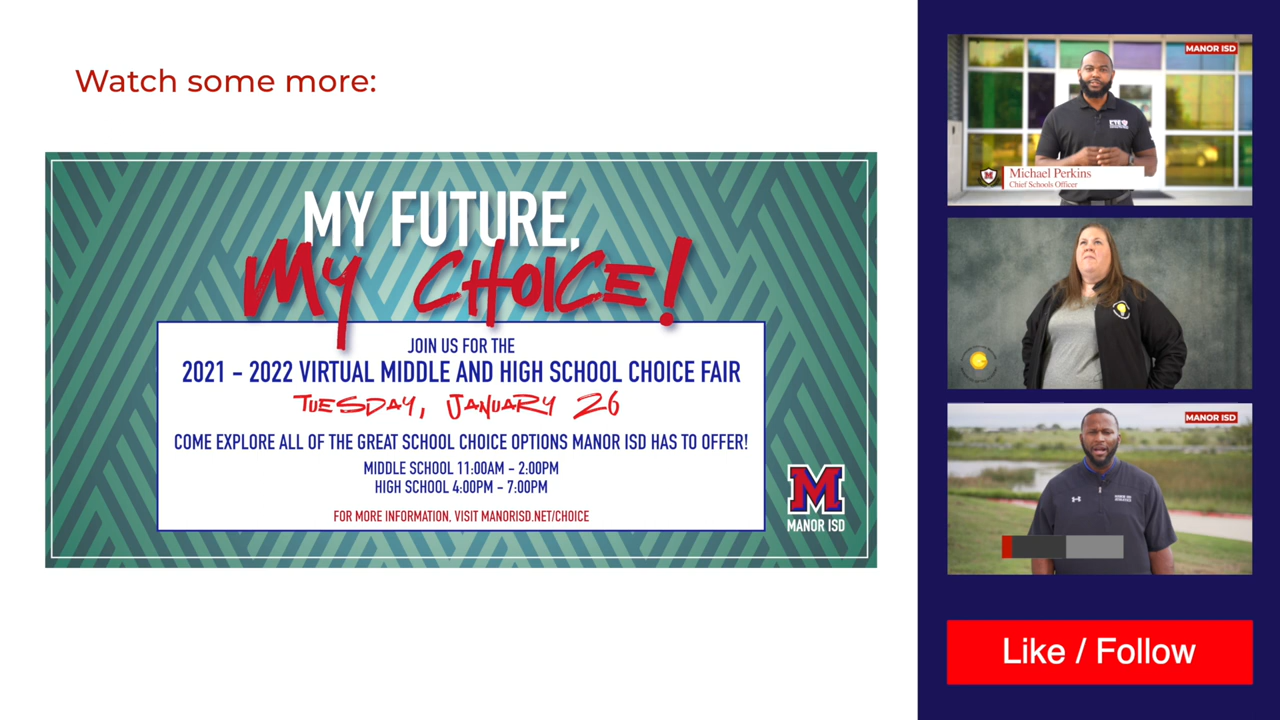 Watch some more:
MY FUTURE,
MY CHOICE!
JOIN US FOR THE
2021 - 2022 VIRTUAL MIDDLE AND HIGH SCHOOL CHOICE FAIR
TUESDAY, JANUARY 26
COME EXPLORE ALL OF THE GREAT SCHOOL CHOICE OPTIONS MANOR ISD HAS TO OFFER!
MIDDLE SCHOOL 11:00AM - 2:00PM
HIGH SCHOOL 4:00PM - 7:00PM
FOR MORE INFORMATION, VISIT MANORISD.NET/CHOICE
M
MANOR ISD
MANOR ISD
M
Michael Perkins
Chief Schools Officer
MANOR ISD
Like / Follow